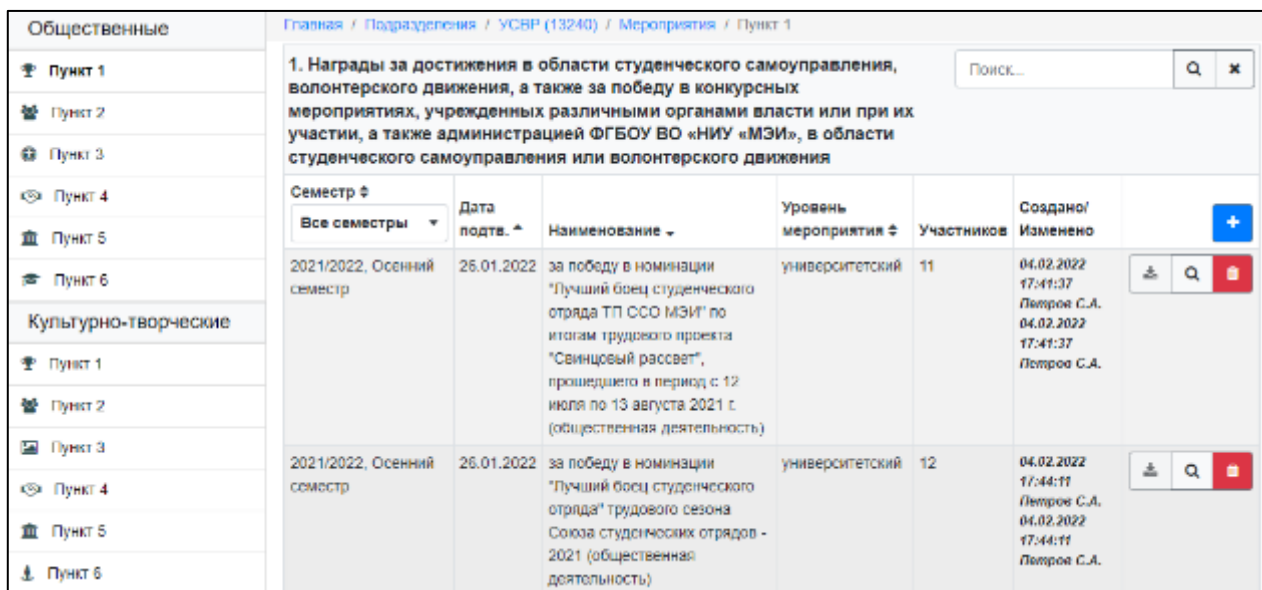 Общественные
Пункт 1
Пункт 2
Пункт 3
Пункт 4
Пункт 5
Пункт 6
Культурно-творческие
Пункт 1
Пункт 2
Пункт 3
Пункт 4
Пункт 5
Пункт 6
Главная / Подразделения / УСВР (13240) / Мероприятия / Пункт 1
1. Награды за достижения в области студенческого самоуправления,
волонтерского движения, а также за победу в конкурсных
мероприятиях, учрежденных различными органами власти или при их
участии, а также администрацией ФГБОУ ВО «НИУ «МЭИ», в области
студенческого самоуправления или волонтерского движения
Поиск...
Семестр
Все семестры
Дата
подтв.
Наименование
Уровень
мероприятия
Участников
Создано/
Изменено
2021/2022, Осенний
семестр
26.01.2022
за победу в номинации
"Лучший боец студенческого
отряда ТП ССО МЭИ" по
итогам трудового проекта
"Свинцовый рассвет",
прошедшего в период с 12
июля по 13 августа 2021 г.
(общественная деятельность)
университетский
11
04.02.2022
17:41:37
Петров С.А.
04.02.2022
17:41:37
Петров С.А.
2021/2022, Осенний
семестр
26.01.2022
за победу в номинации
"Лучший боец студенческого
отряда" трудового сезона
Союза студенческих отрядов -
2021 (общественная
деятельность)
университетский
12
04.02.2022
17:44:11
Петров С.А.
04.02.2022
17:44:11
Петров С.А.